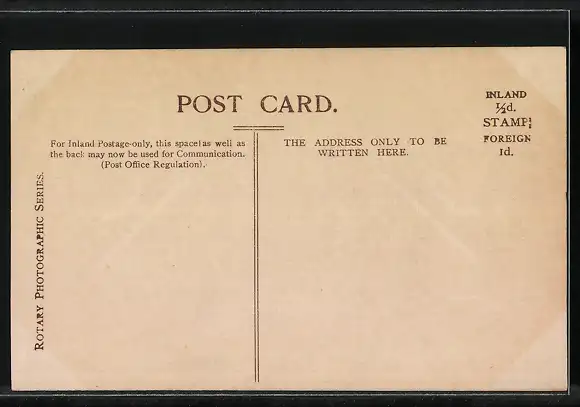 POST CARD.
INLAND
½d.
STAMP
FOREIGN
1d.
For Inland Postage-only, this space as well as
the back may now be used for Communication.
(Post Office Regulation).
THE ADDRESS ONLY TO BE
WRITTEN HERE.
ROTARY PHOTOGRAPHIC SERIES.